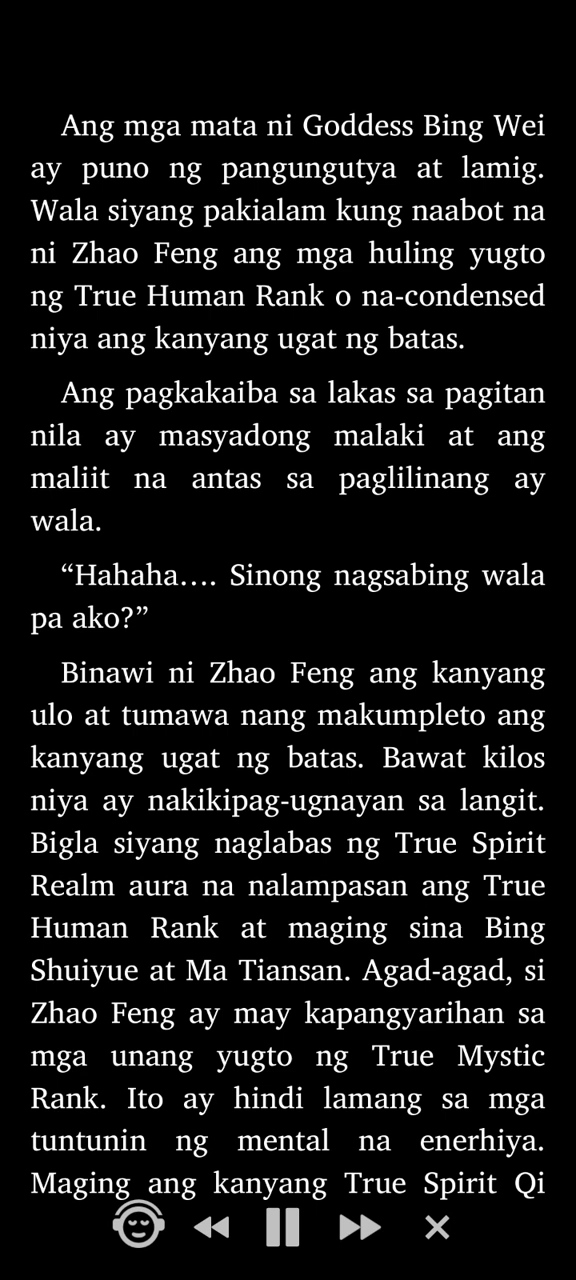 Ang mga mata ni Goddess Bing Wei
ay puno ng pangungutya at lamig.
Wala siyang pakialam kung naabot na
ni Zhao Feng ang mga huling yugto
ng True Human Rank o na-condensed
niya ang kanyang ugat ng batas.
Ang pagkakaiba sa lakas sa pagitan
nila ay masyadong malaki at ang
maliit na antas sa paglilinang ay
wala.
“Hahaha…. Sinong nagsabing wala
pa ako?”
Binawi ni Zhao Feng ang kanyang
ulo at tumawa nang makumpleto ang
kanyang ugat ng batas. Bawat kilos
niya ay nakikipag-ugnayan sa langit.
Bigla siyang naglabas ng True Spirit
Realm aura na nalampasan ang True
Human Rank at maging sina Bing
Shuiyue at Ma Tiansan. Agad-agad, si
Zhao Feng ay may kapangyarihan sa
mga unang yugto ng True Mystic
Rank. Ito ay hindi lamang sa mga
tuntunin ng mental na enerhiya.
Maging ang kanyang True Spirit Qi